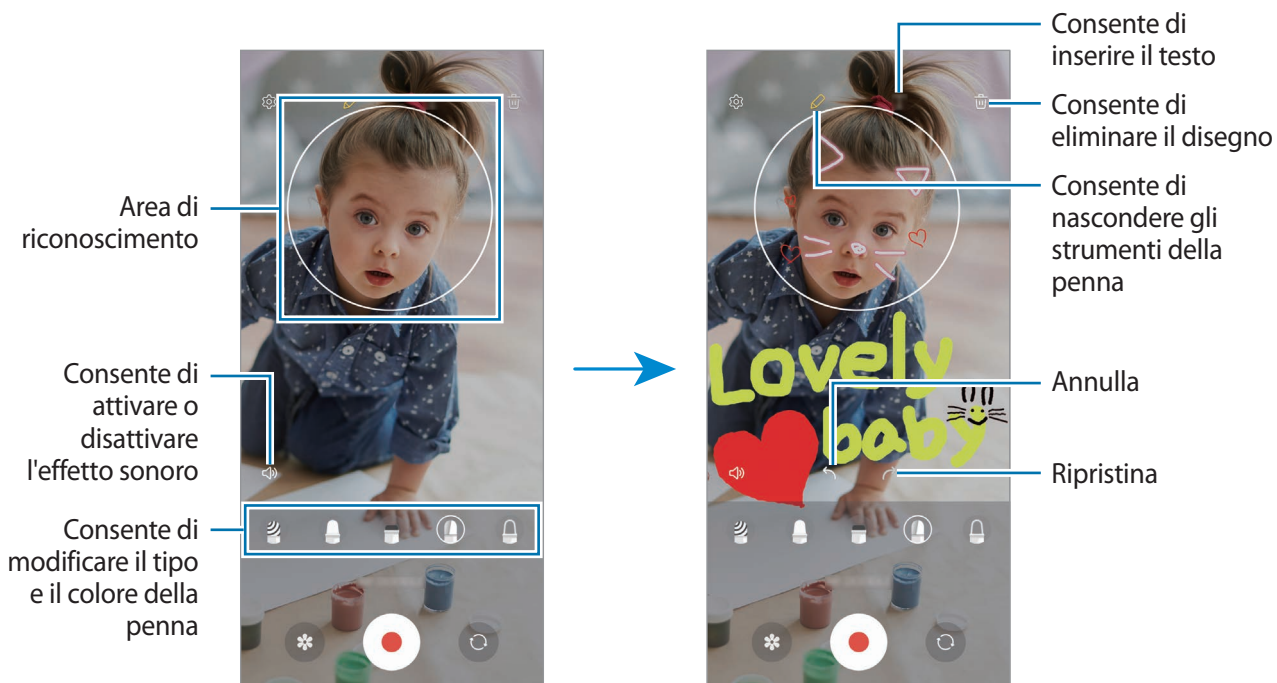 Area di
riconoscimento
Consente di
attivare o
disattivare
l'effetto sonoro
Consente di
modificare il tipo
e il colore della
penna
Consente di
inserire il testo
Consente di
eliminare il disegno
Consente di
nascondere gli
strumenti della
penna
Lovely
baby
Annulla
Ripristina